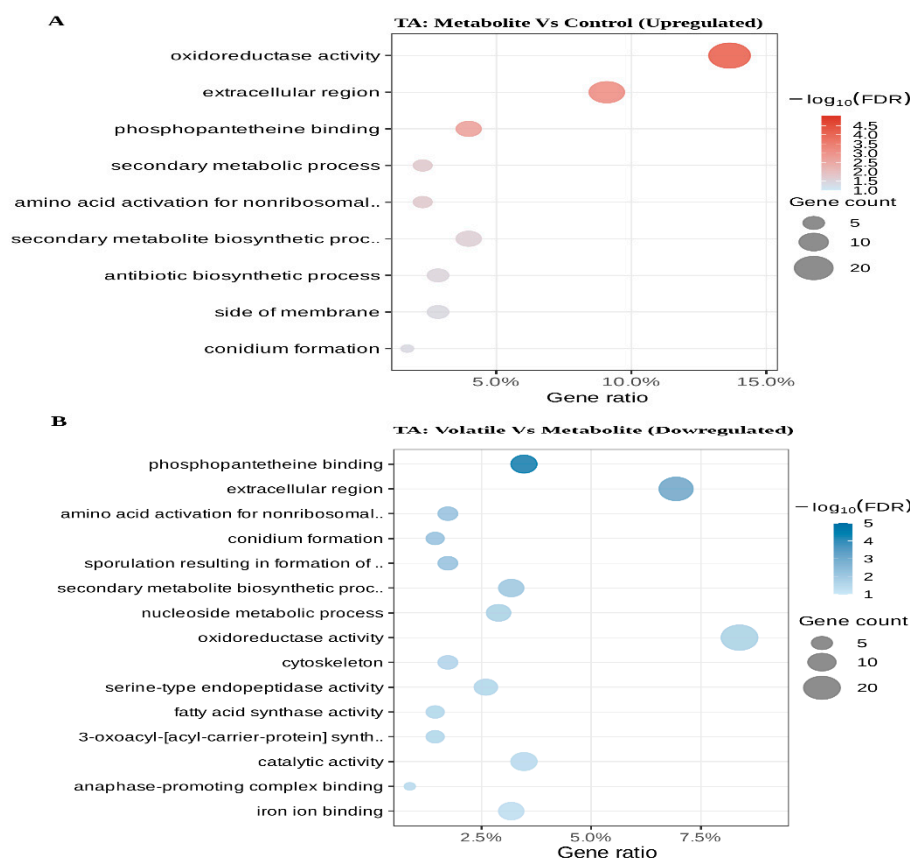 A
TA: Metabolite Vs Control (Upregulated)
oxidoreductase activity
extracellular region
phosphopantetheine binding
secondary metabolic process
amino acid activation for nonribosomal..
secondary metabolite biosynthetic proc..
antibiotic biosynthetic process
side of membrane
conidium formation
5.0%
10.0%
15.0%
Gene ratio
−log10(FDR)
4.5
4.0
3.5
3.0
2.5
2.0
1.5
1.0
Gene count
5
10
20
B
TA: Volatile Vs Metabolite (Dowregulated)
phosphopantetheine binding
extracellular region
amino acid activation for nonribosomal..
conidium formation
sporulation resulting in formation of ..
secondary metabolite biosynthetic proc..
nucleoside metabolic process
oxidoreductase activity
cytoskeleton
serine-type endopeptidase activity
fatty acid synthase activity
3-oxoacyl-[acyl-carrier-protein] synth..
catalytic activity
anaphase-promoting complex binding
iron ion binding
2.5%
5.0%
7.5%
Gene ratio
−log10(FDR)
5
4
3
2
1
Gene count
5
10
20